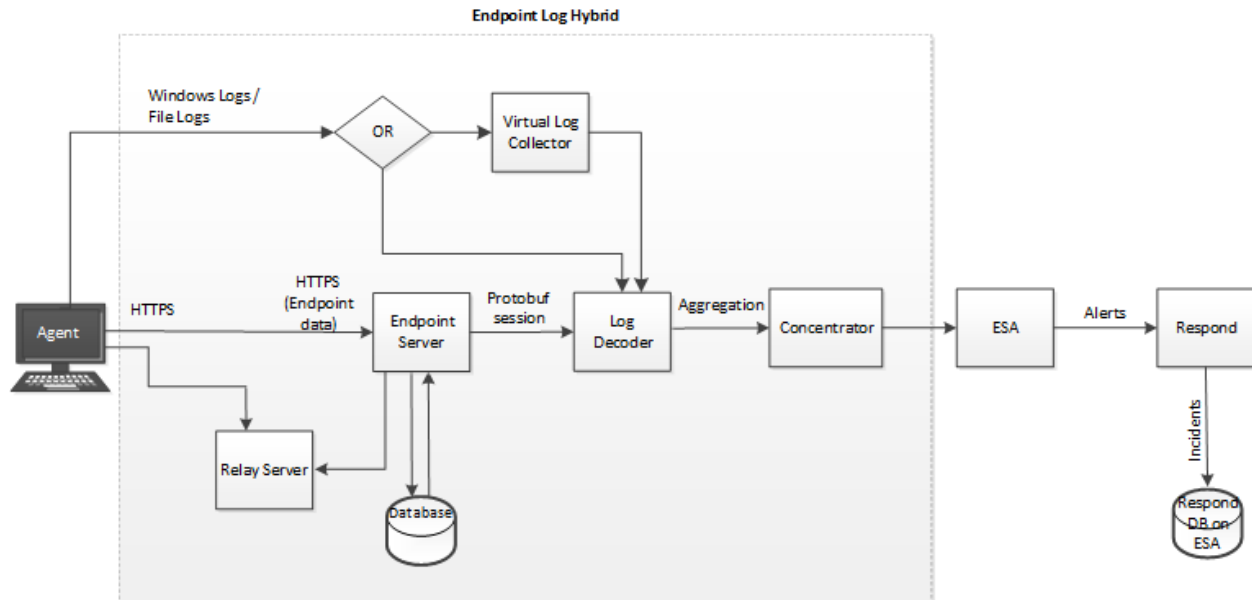 Endpoint Log Hybrid
Windows Logs /
File Logs
OR
Virtual Log
Collector
HTTPS
HTTPS
(Endpoint
data)
Protobuf
session
Aggregation
Alerts
Agent
Endpoint
Server
Log
Decoder
Concentrator
ESA
Respond
Relay Server
Incidents
Database
Respond
DB on
ESA